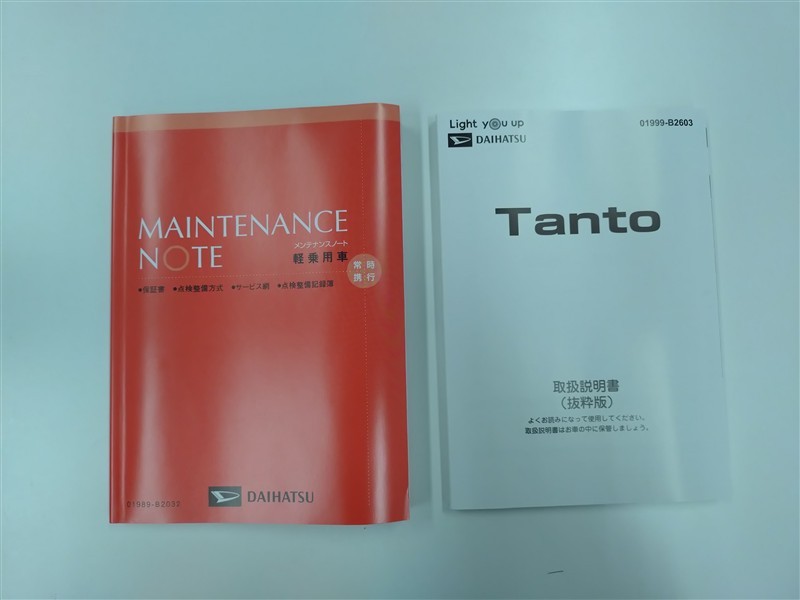 MAINTENANCE
NOTE
メンテナンスノート
軽乗用車
常時
携行
●保証書 ●点検整備方式 ●サービス網 ●点検整備記録簿
01989-B2032
DAIHATSU
Light you up
01999-B2603
DAIHATSU
Tanto
取扱説明書
(抜粋版)
よくお読みになって使用してください。
取扱説明書はお車の中に保管しましょう。